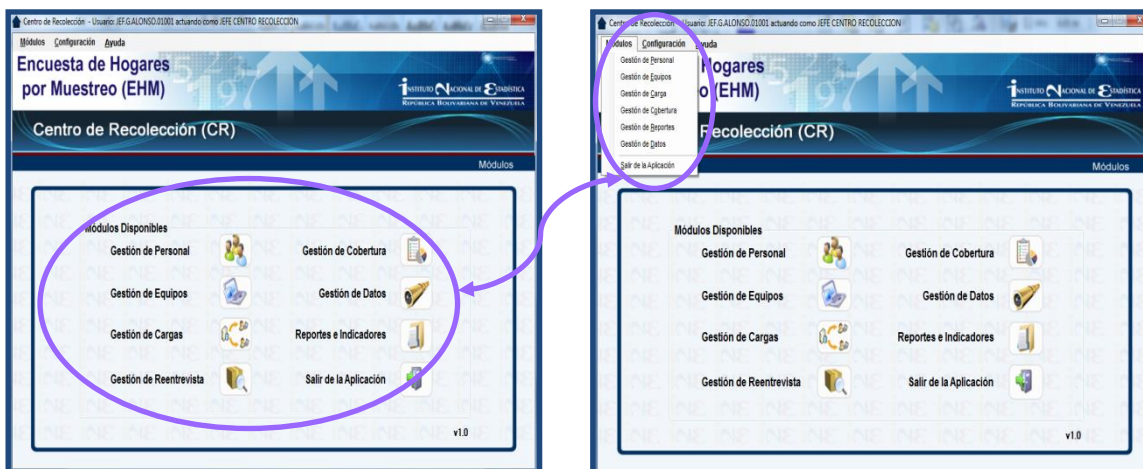 Centro de Recolección - Usuario: JEF.G.ALONSO.01001 actuando como JEFE CENTRO RECOLECCION
Módulos Configuración Ayuda
Encuesta de Hogares
por Muestreo (EHM)
INSTITUTO NACIONAL DE ESTADÍSTICA
REPÚBLICA BOLIVARIANA DE VENEZUELA
Centro de Recolección (CR)
Módulos
Módulos Disponibles
Gestión de Personal Gestión de Cobertura
Gestión de Equipos Gestión de Datos
Gestión de Cargas Reportes e Indicadores
Gestión de Reentrevista Salir de la Aplicación
v1.0
Centro de Recolección - Usuario: JEF.G.ALONSO.01001 actuando como JEFE CENTRO RECOLECCION
Módulos Configuración Ayuda
Gestión de Personal
Gestión de Equipos
Gestión de Carga
Gestión de Cobertura
Gestión de Reportes
Gestión de Datos
Salir de la Aplicación
Hogares
(EHM)
INSTITUTO NACIONAL DE ESTADÍSTICA
REPÚBLICA BOLIVARIANA DE VENEZUELA
Recolección (CR)
Módulos
Módulos Disponibles
Gestión de Personal Gestión de Cobertura
Gestión de Equipos Gestión de Datos
Gestión de Cargas Reportes e Indicadores
Gestión de Reentrevista Salir de la Aplicación
v1.0